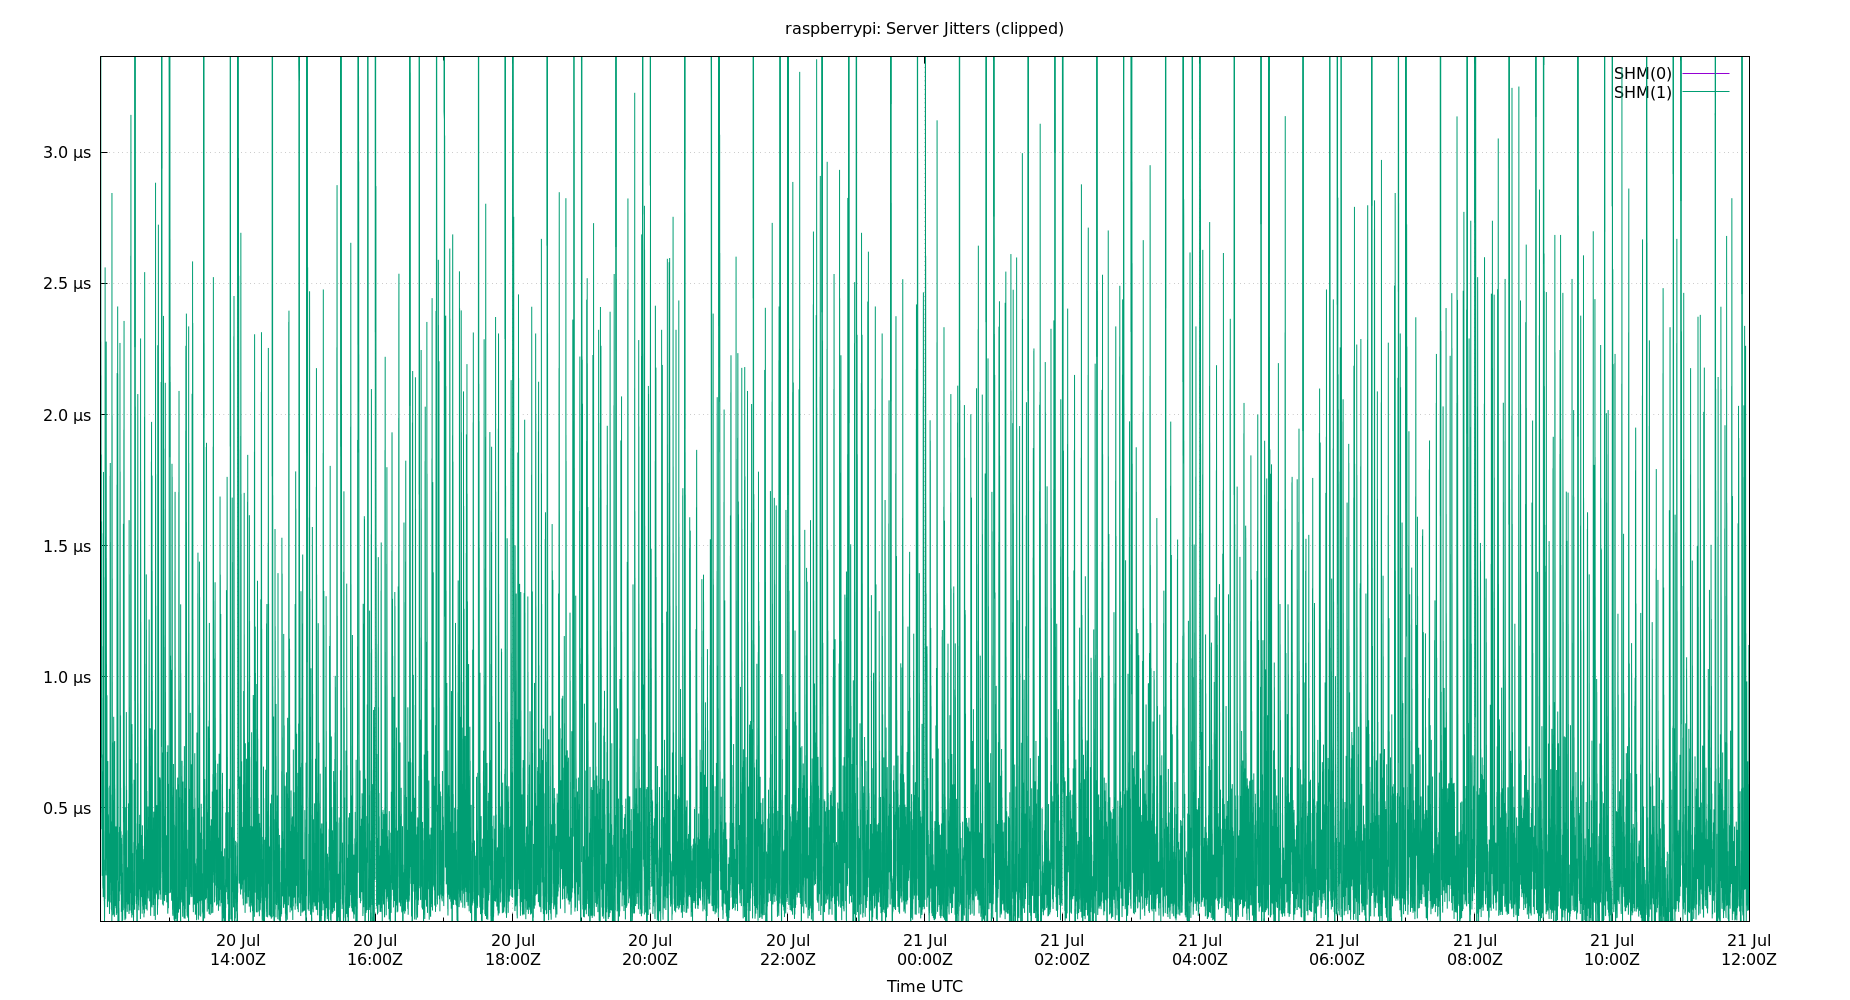 raspberrypi: Server Jitters (clipped)
SHM(0)
SHM(1)
3.0 µs
2.5 µs
2.0 µs
1.5 µs
1.0 µs
0.5 µs
20 Jul 20 Jul 20 Jul 20 Jul 20 Jul 21 Jul 21 Jul 21 Jul 21 Jul 21 Jul 21 Jul 21 Jul
14:00Z 16:00Z 18:00Z 20:00Z 22:00Z 00:00Z 02:00Z 04:00Z 06:00Z 08:00Z 10:00Z 12:00Z
Time UTC